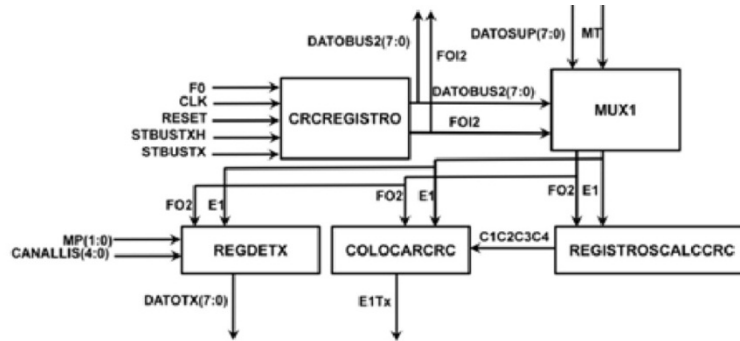 DATOBUS2(7:0)
FOI2
DATOSUP(7:0)
MT
F0
CLK
RESET
STBUSTXH
STBUSTX
CRCREGISTRO
DATOBUS2(7:0)
FOI2
MUX1
FO2
E1
FO2
E1
FO2
E1
MP(1:0)
CANALLIS(4:0)
REGDETX
COLOCARCRC
C1C2C3C4
REGISTROSCALCCRC
DATOTX(7:0)
E1Tx